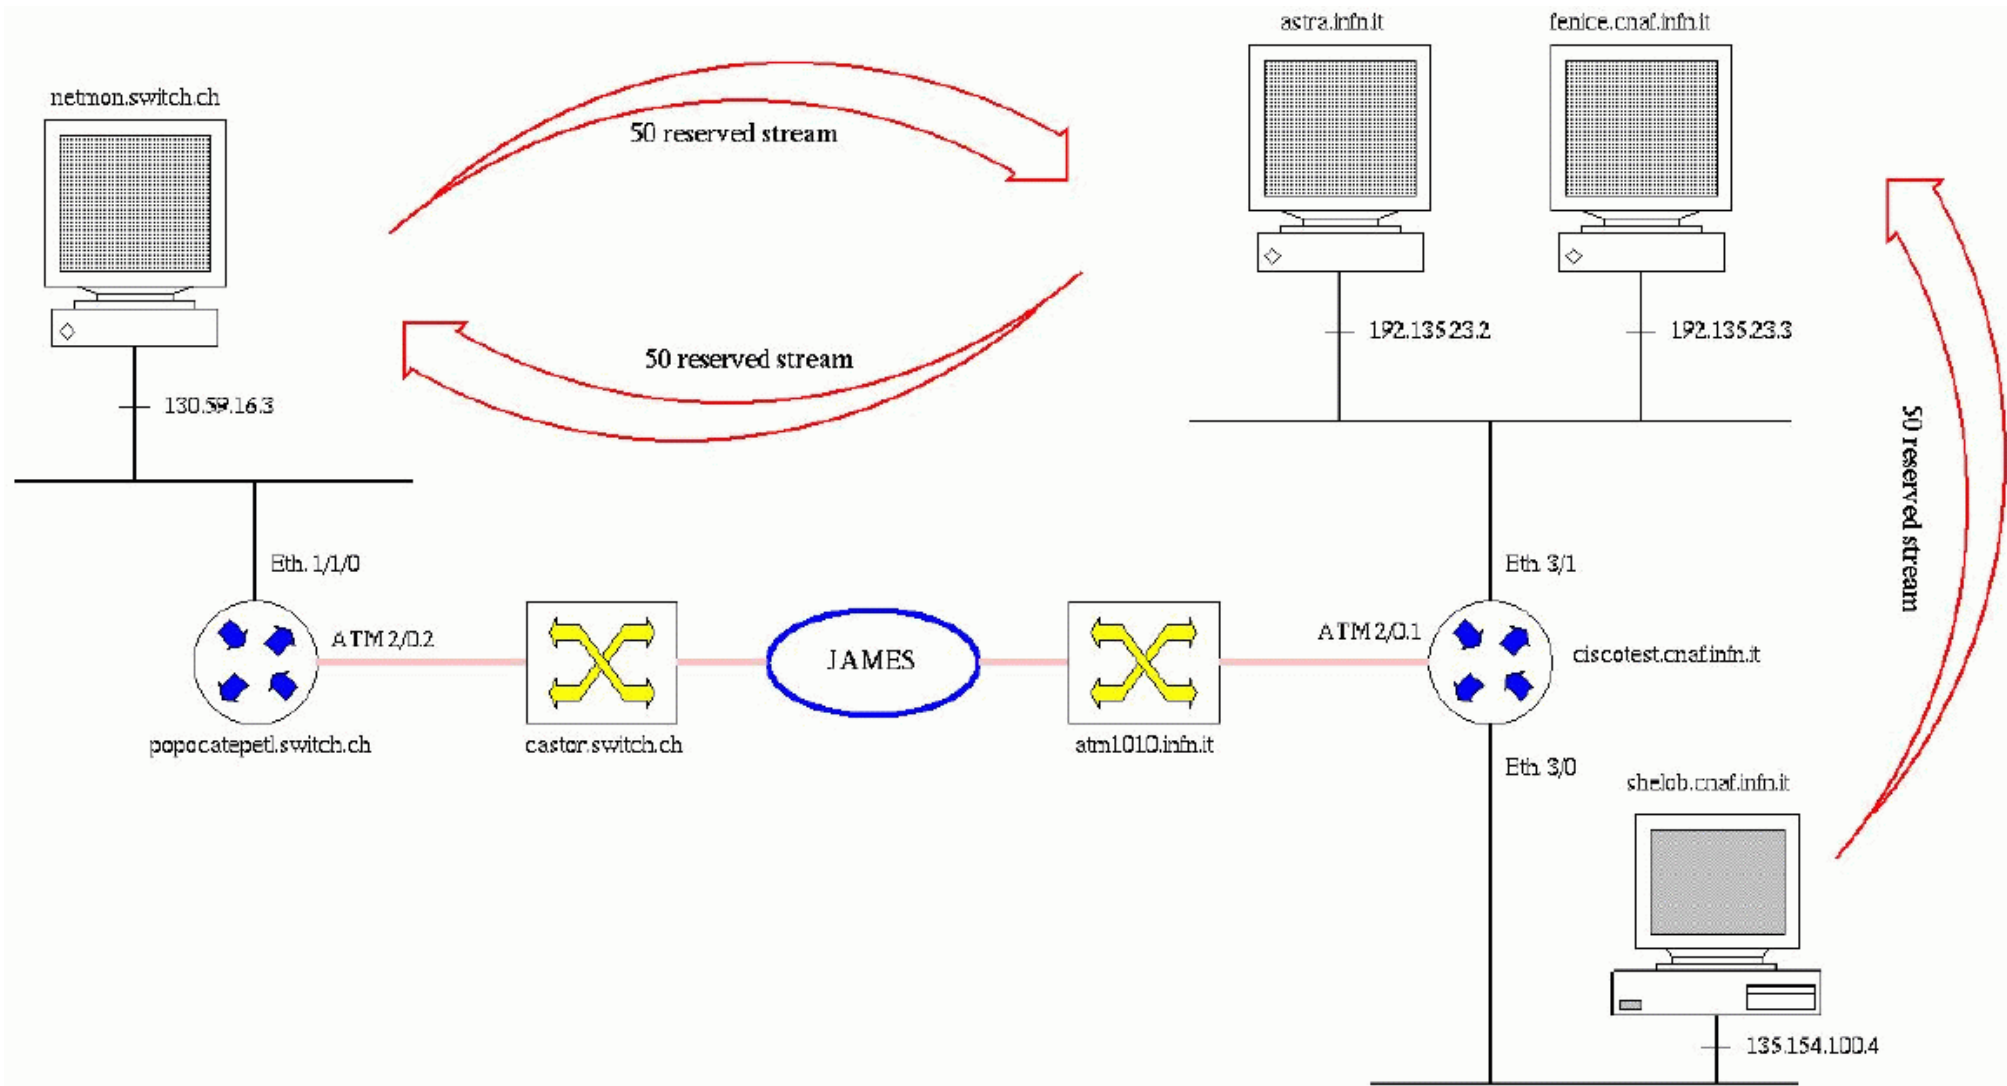 astra.infn.it
fenice.cnaf.infn.it
netmon.switch.ch
50 reserved stream
192.135.23.2
192.135.23.3
50 reserved stream
130.59.16.3
50 reserved stream
Eth. 1/1/0
Eth 3/1
ATM 2/0.2
JAMES
ATM 2/0.1
ciscotest.cnaf.infn.it
popocatepetl.switch.ch
castor.switch.ch
atm1010.infn.it
Eth 3/0
shelob.cnaf.infn.it
135.154.100.4